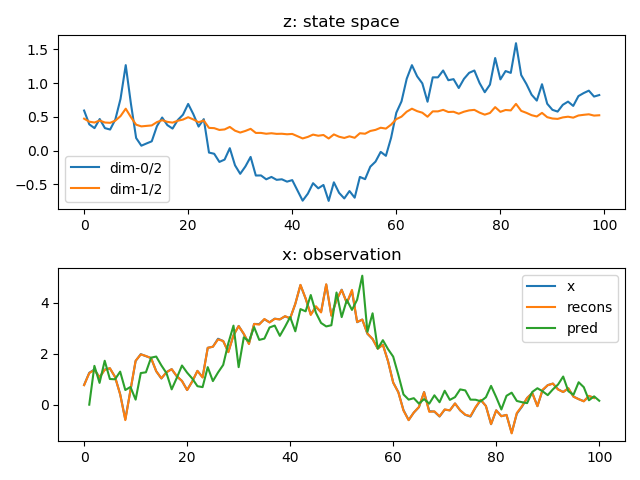 z: state space
1.5
1.0
0.5
0.0
−0.5
dim-0/2
dim-1/2
0 20 40 60 80 100
x: observation
4
2
0
x
recons
pred
0 20 40 60 80 100